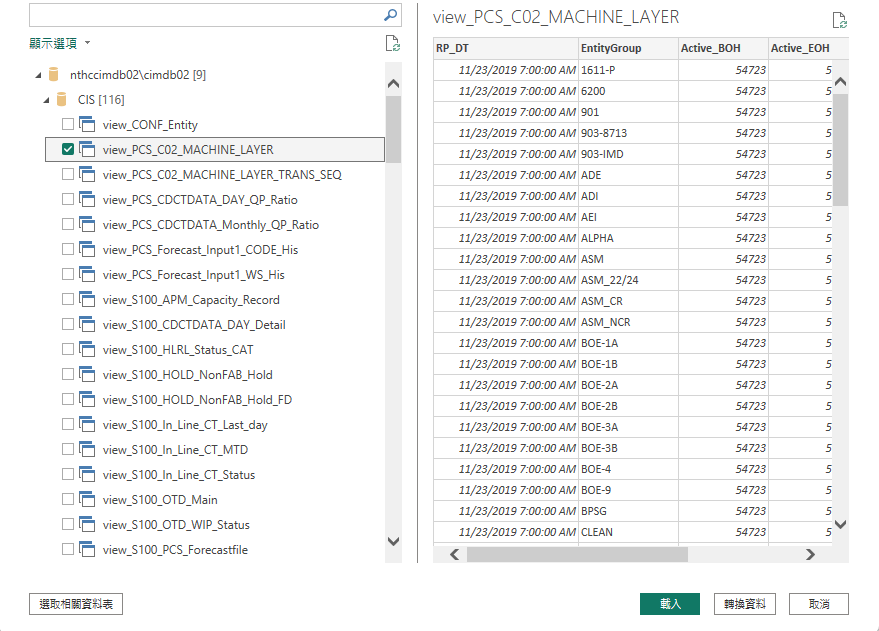 顯示選項
nthccimdb02\cimdb02 [9]
CIS [116]
view_CONF_Entity
view_PCS_C02_MACHINE_LAYER
view_PCS_C02_MACHINE_LAYER_TRANS_SEQ
view_PCS_CDCTDATA_DAY_QP_Ratio
view_PCS_CDCTDATA_Monthly_QP_Ratio
view_PCS_Forecast_Input1_CODE_His
view_PCS_Forecast_Input1_WS_His
view_S100_APM_Capacity_Record
view_S100_CDCTDATA_DAY_Detail
view_S100_HLRL_Status_CAT
view_S100_HOLD_NonFAB_Hold
view_S100_HOLD_NonFAB_Hold_FD
view_S100_In_Line_CT_Last_day
view_S100_In_Line_CT_MTD
view_S100_In_Line_CT_Status
view_S100_OTD_Main
view_S100_OTD_WIP_Status
view_S100_PCS_Forecastfile
view_PCS_C02_MACHINE_LAYER
RP_DT EntityGroup Active_BOH Active_EOH
11/23/2019 7:00:00 AM 1611-P 54723 5
11/23/2019 7:00:00 AM 6200 54723 5
11/23/2019 7:00:00 AM 901 54723 5
11/23/2019 7:00:00 AM 903-8713 54723 5
11/23/2019 7:00:00 AM 903-IMD 54723 5
11/23/2019 7:00:00 AM ADE 54723 5
11/23/2019 7:00:00 AM ADI 54723 5
11/23/2019 7:00:00 AM AEI 54723 5
11/23/2019 7:00:00 AM ALPHA 54723 5
11/23/2019 7:00:00 AM ASM 54723 5
11/23/2019 7:00:00 AM ASM_22/24 54723 5
11/23/2019 7:00:00 AM ASM_CR 54723 5
11/23/2019 7:00:00 AM ASM_NCR 54723 5
11/23/2019 7:00:00 AM BOE-1A 54723 5
11/23/2019 7:00:00 AM BOE-1B 54723 5
11/23/2019 7:00:00 AM BOE-2A 54723 5
11/23/2019 7:00:00 AM BOE-2B 54723 5
11/23/2019 7:00:00 AM BOE-3A 54723 5
11/23/2019 7:00:00 AM BOE-3B 54723 5
11/23/2019 7:00:00 AM BOE-4 54723 5
11/23/2019 7:00:00 AM BOE-9 54723 5
11/23/2019 7:00:00 AM BPSG 54723 5
11/23/2019 7:00:00 AM CLEAN 54723 5
選取相關資料表
載入
轉換資料
取消